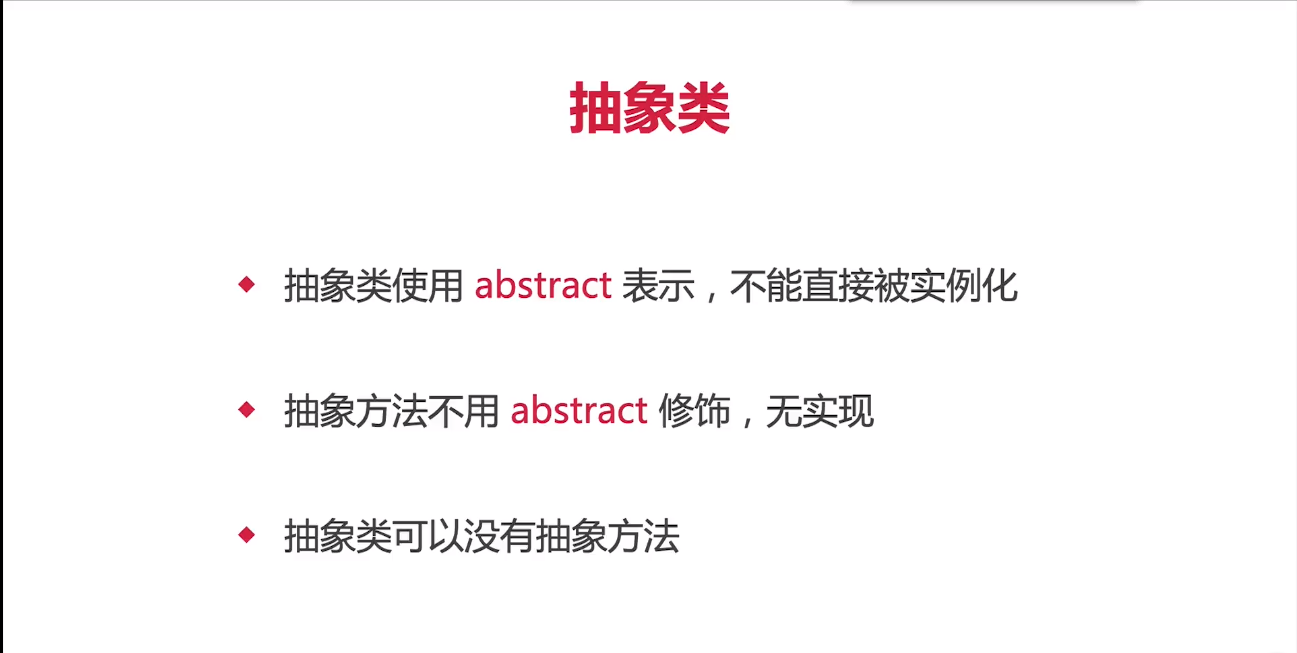 抽象类
抽象类使用 abstract 表示，不能直接被实例化
抽象方法不用 abstract 修饰，无实现
抽象类可以没有抽象方法